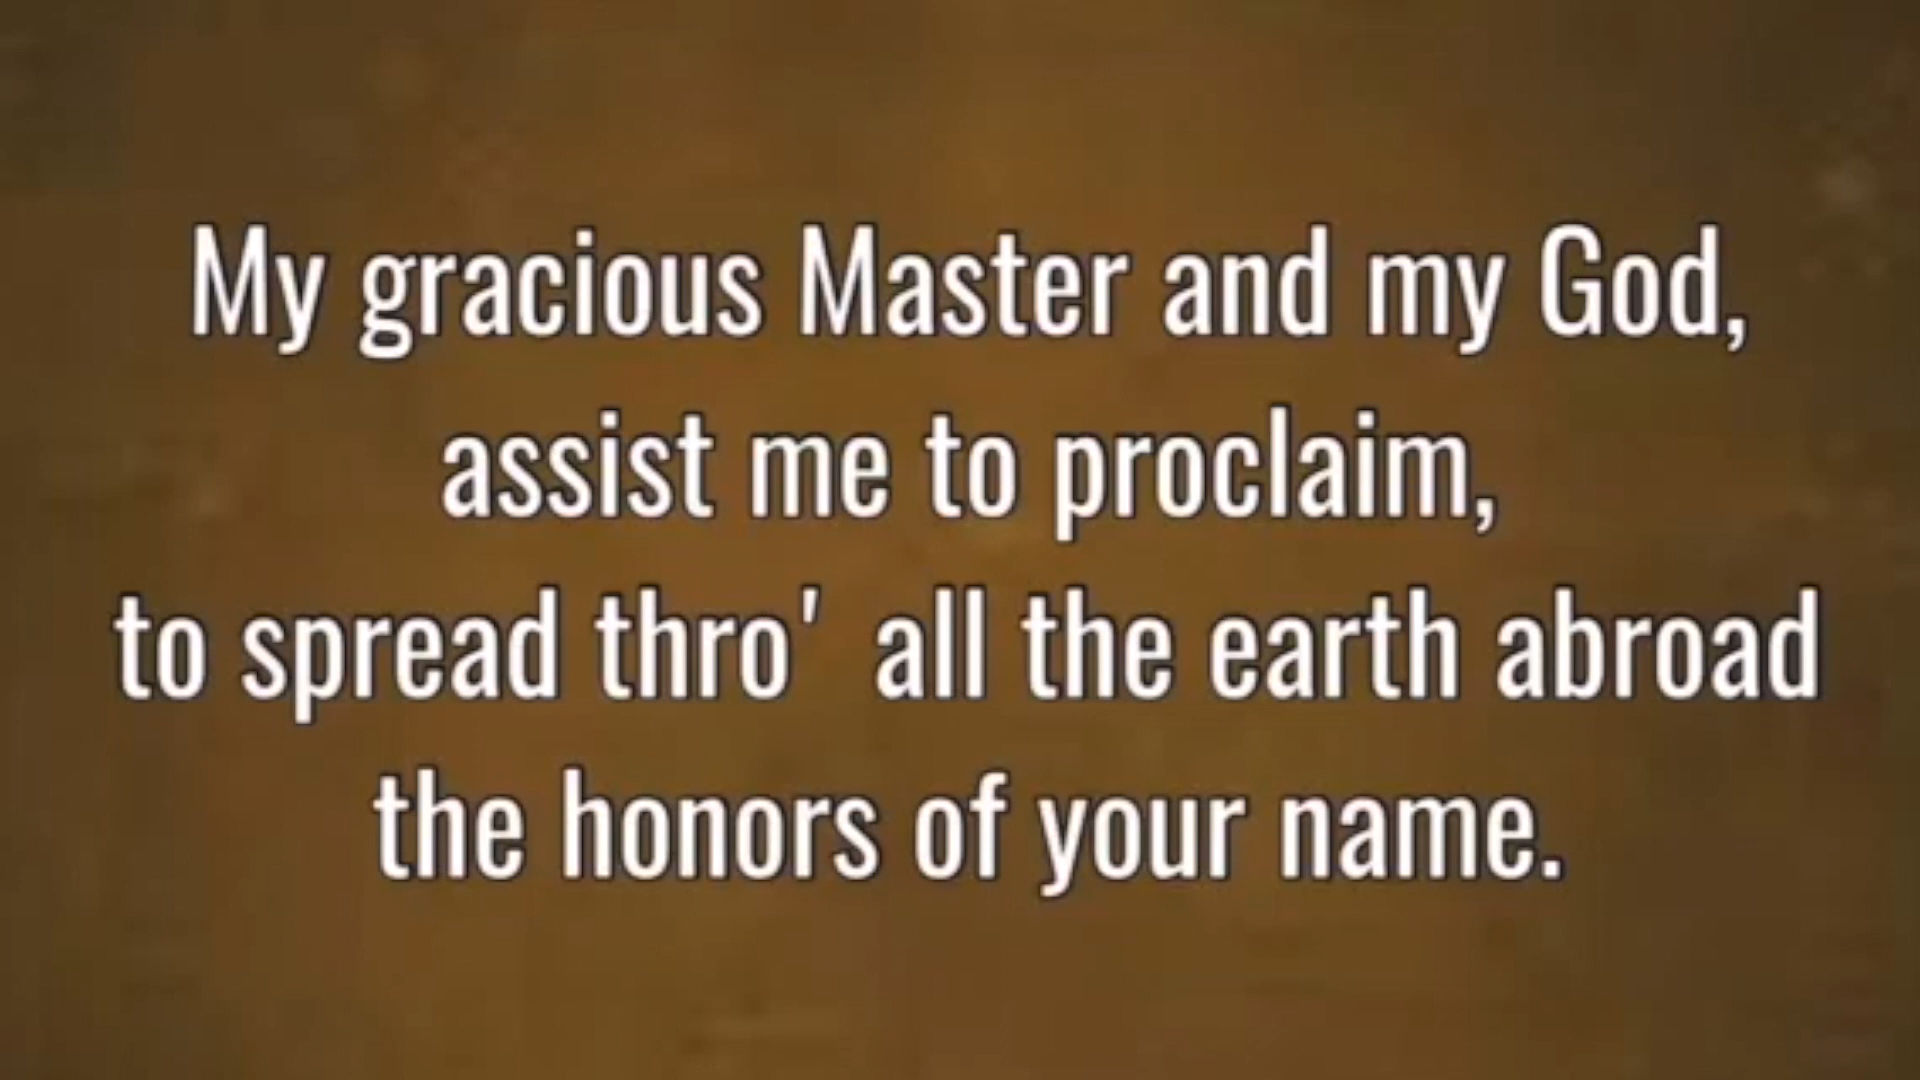 My gracious Master and my God,
assist me to proclaim,
to spread thro' all the earth abroad
the honors of your name.